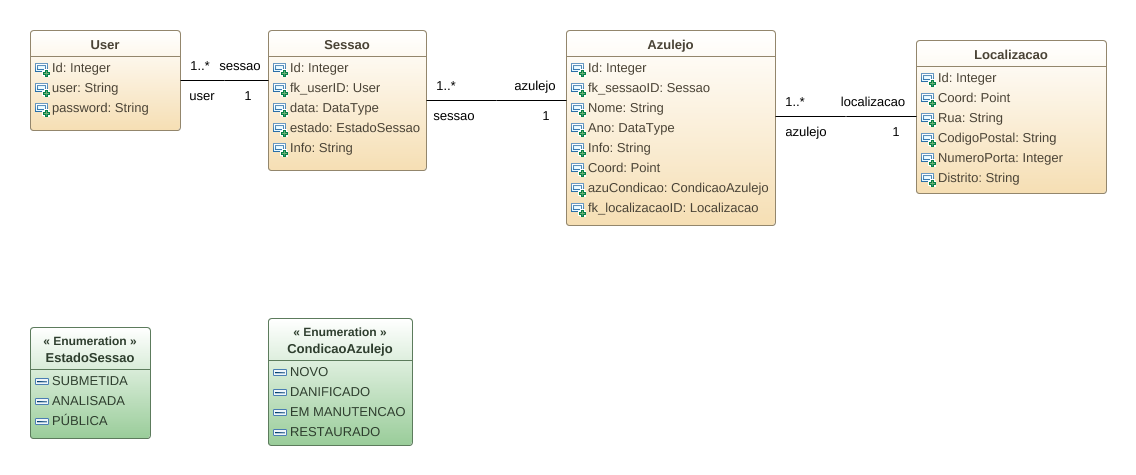 User
Id: Integer
user: String
password: String
1..* sessao
user 1
Sessao
Id: Integer
fk_userID: User
data: DataType
estado: EstadoSessao
Info: String
1..* azulejo
sessao 1
Azulejo
Id: Integer
fk_sessaoID: Sessao
Nome: String
Ano: DataType
Info: String
Coord: Point
azuCondicao: CondicaoAzulejo
fk_localizacaoID: Localizacao
1..* localizacao
azulejo 1
Localizacao
Id: Integer
Coord: Point
Rua: String
CodigoPostal: String
NumeroPorta: Integer
Distrito: String
« Enumeration »
EstadoSessao
SUBMETIDA
ANALISADA
PÚBLICA
« Enumeration »
CondicaoAzulejo
NOVO
DANIFICADO
EM MANUTENCAO
RESTAURADO